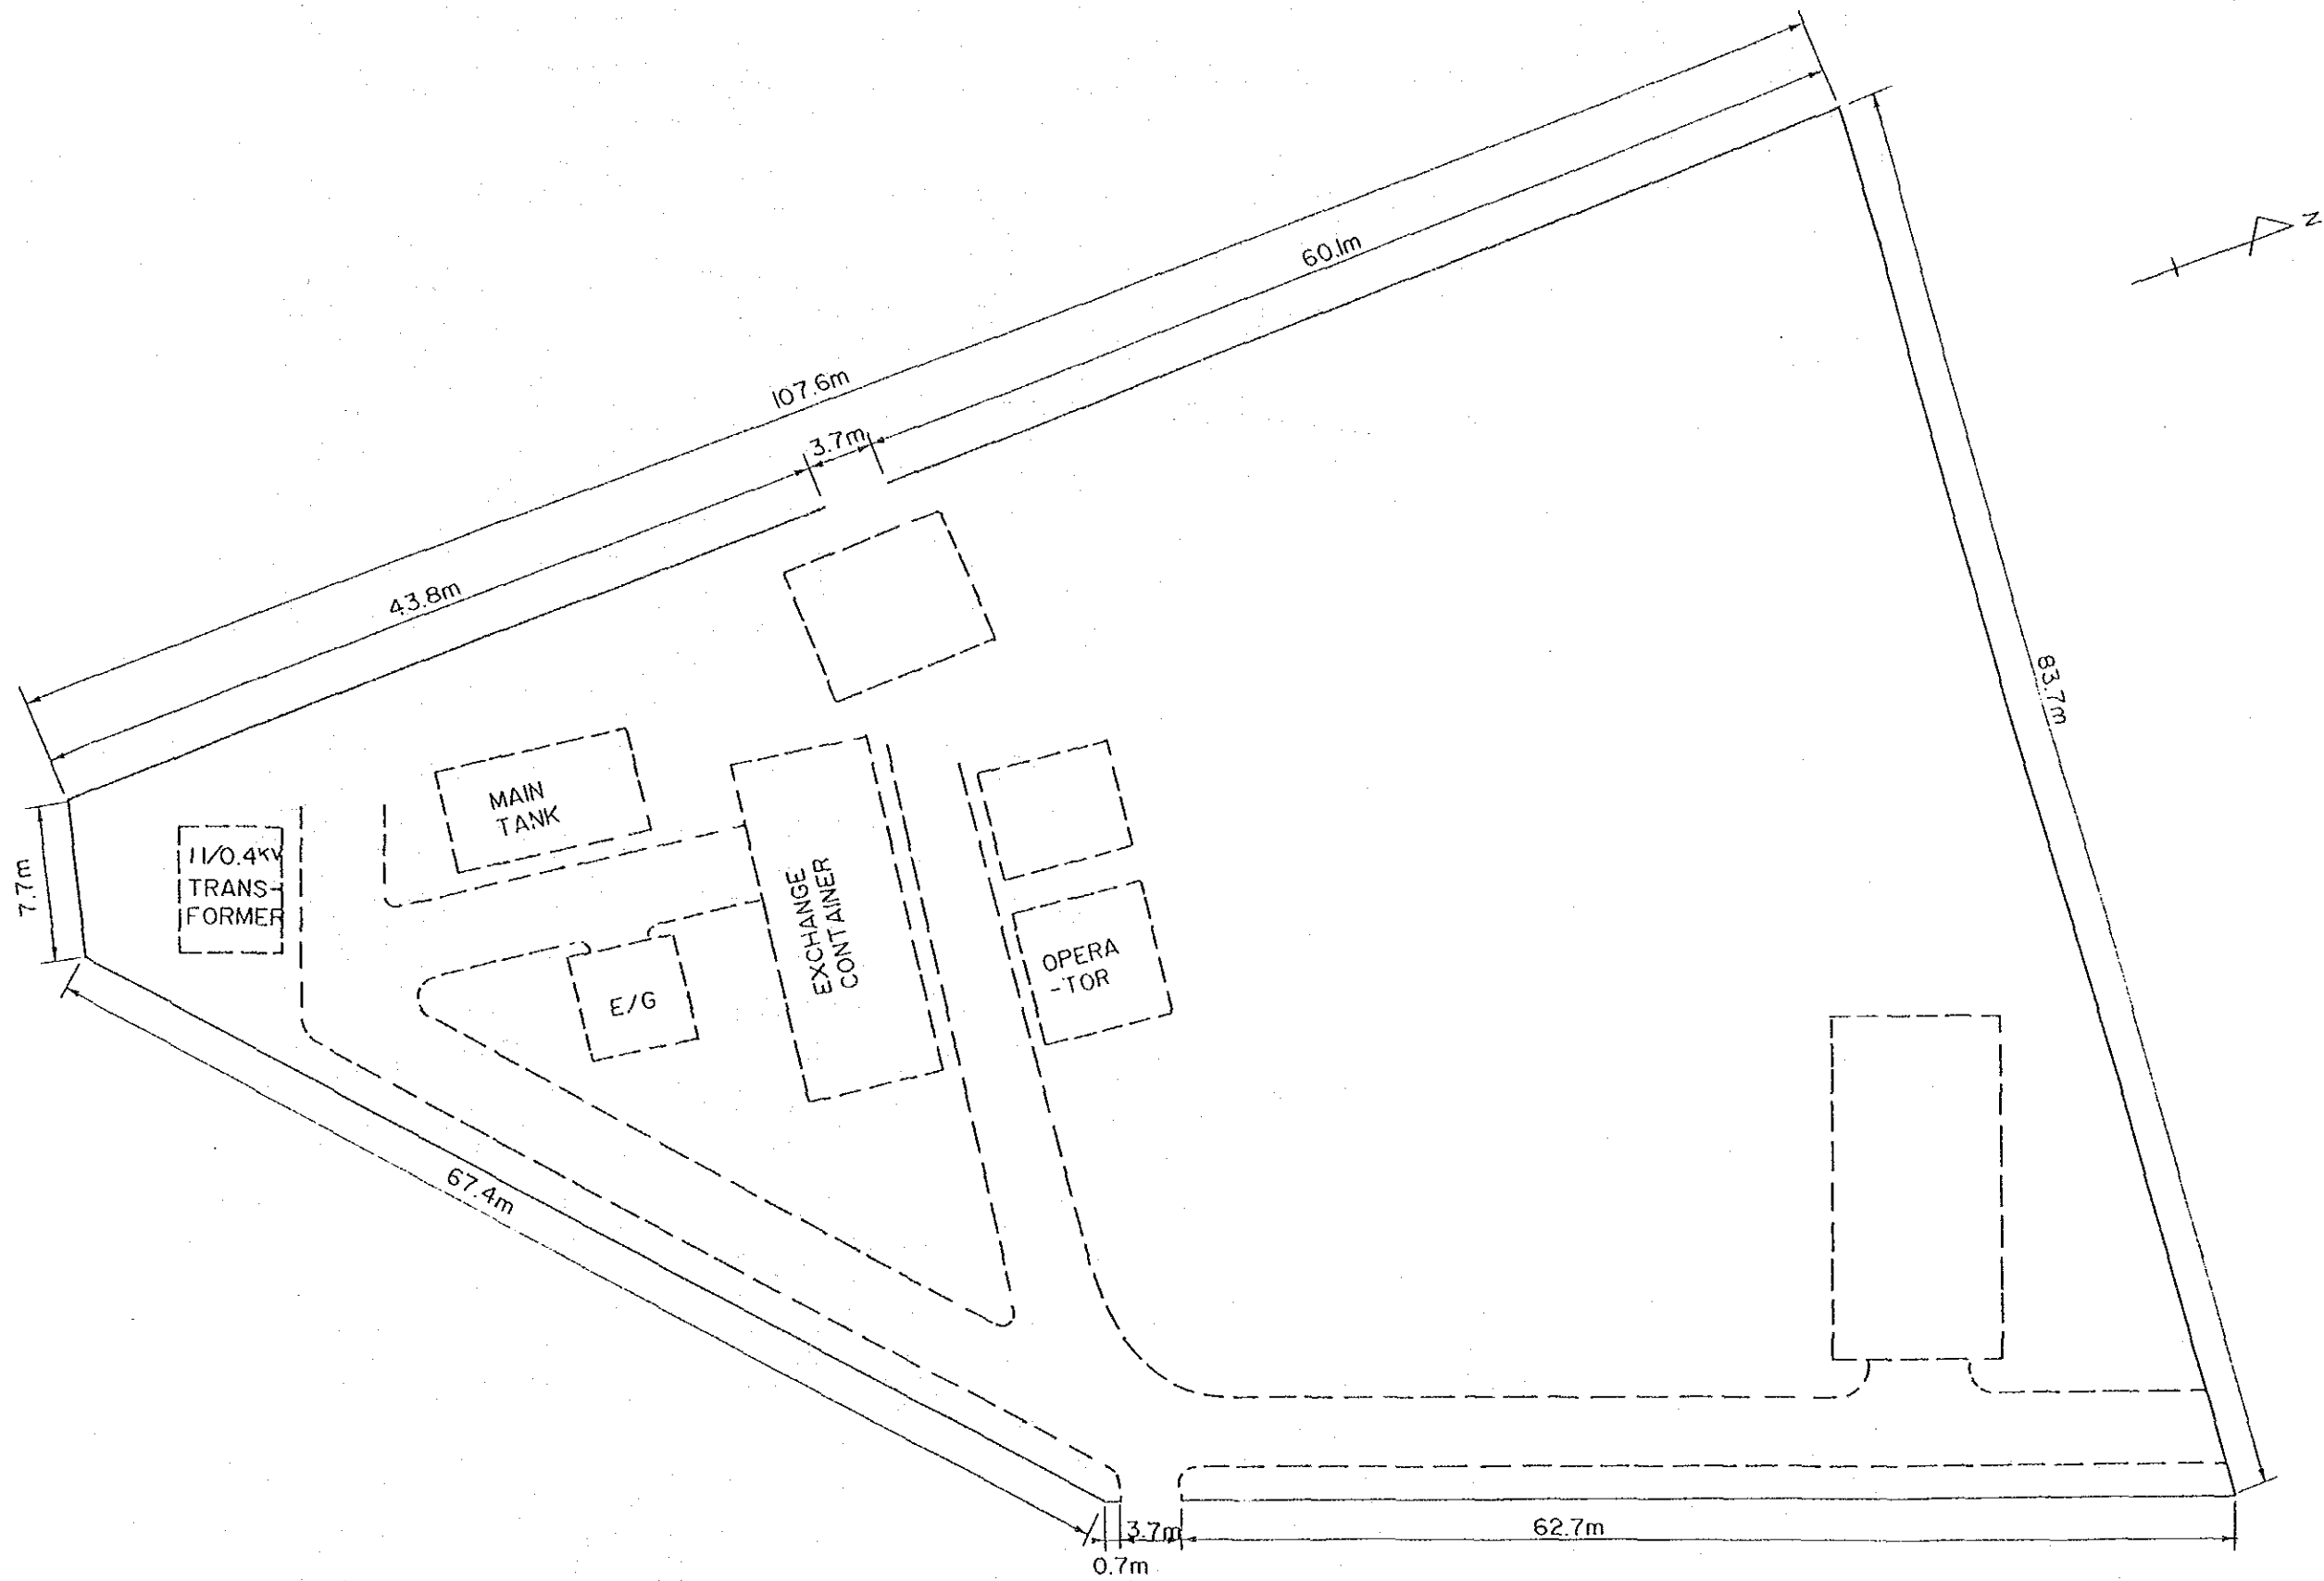 N
60.1m
107.6m
3.7m
43.8m
83.7m
MAIN
TANK
11/0.4KV
TRANS-
FORMER
7.7m
EXCHANGE
CONTAINER
OPERA
-TOR
E/G
67.4m
3.7m
62.7m
0.7m